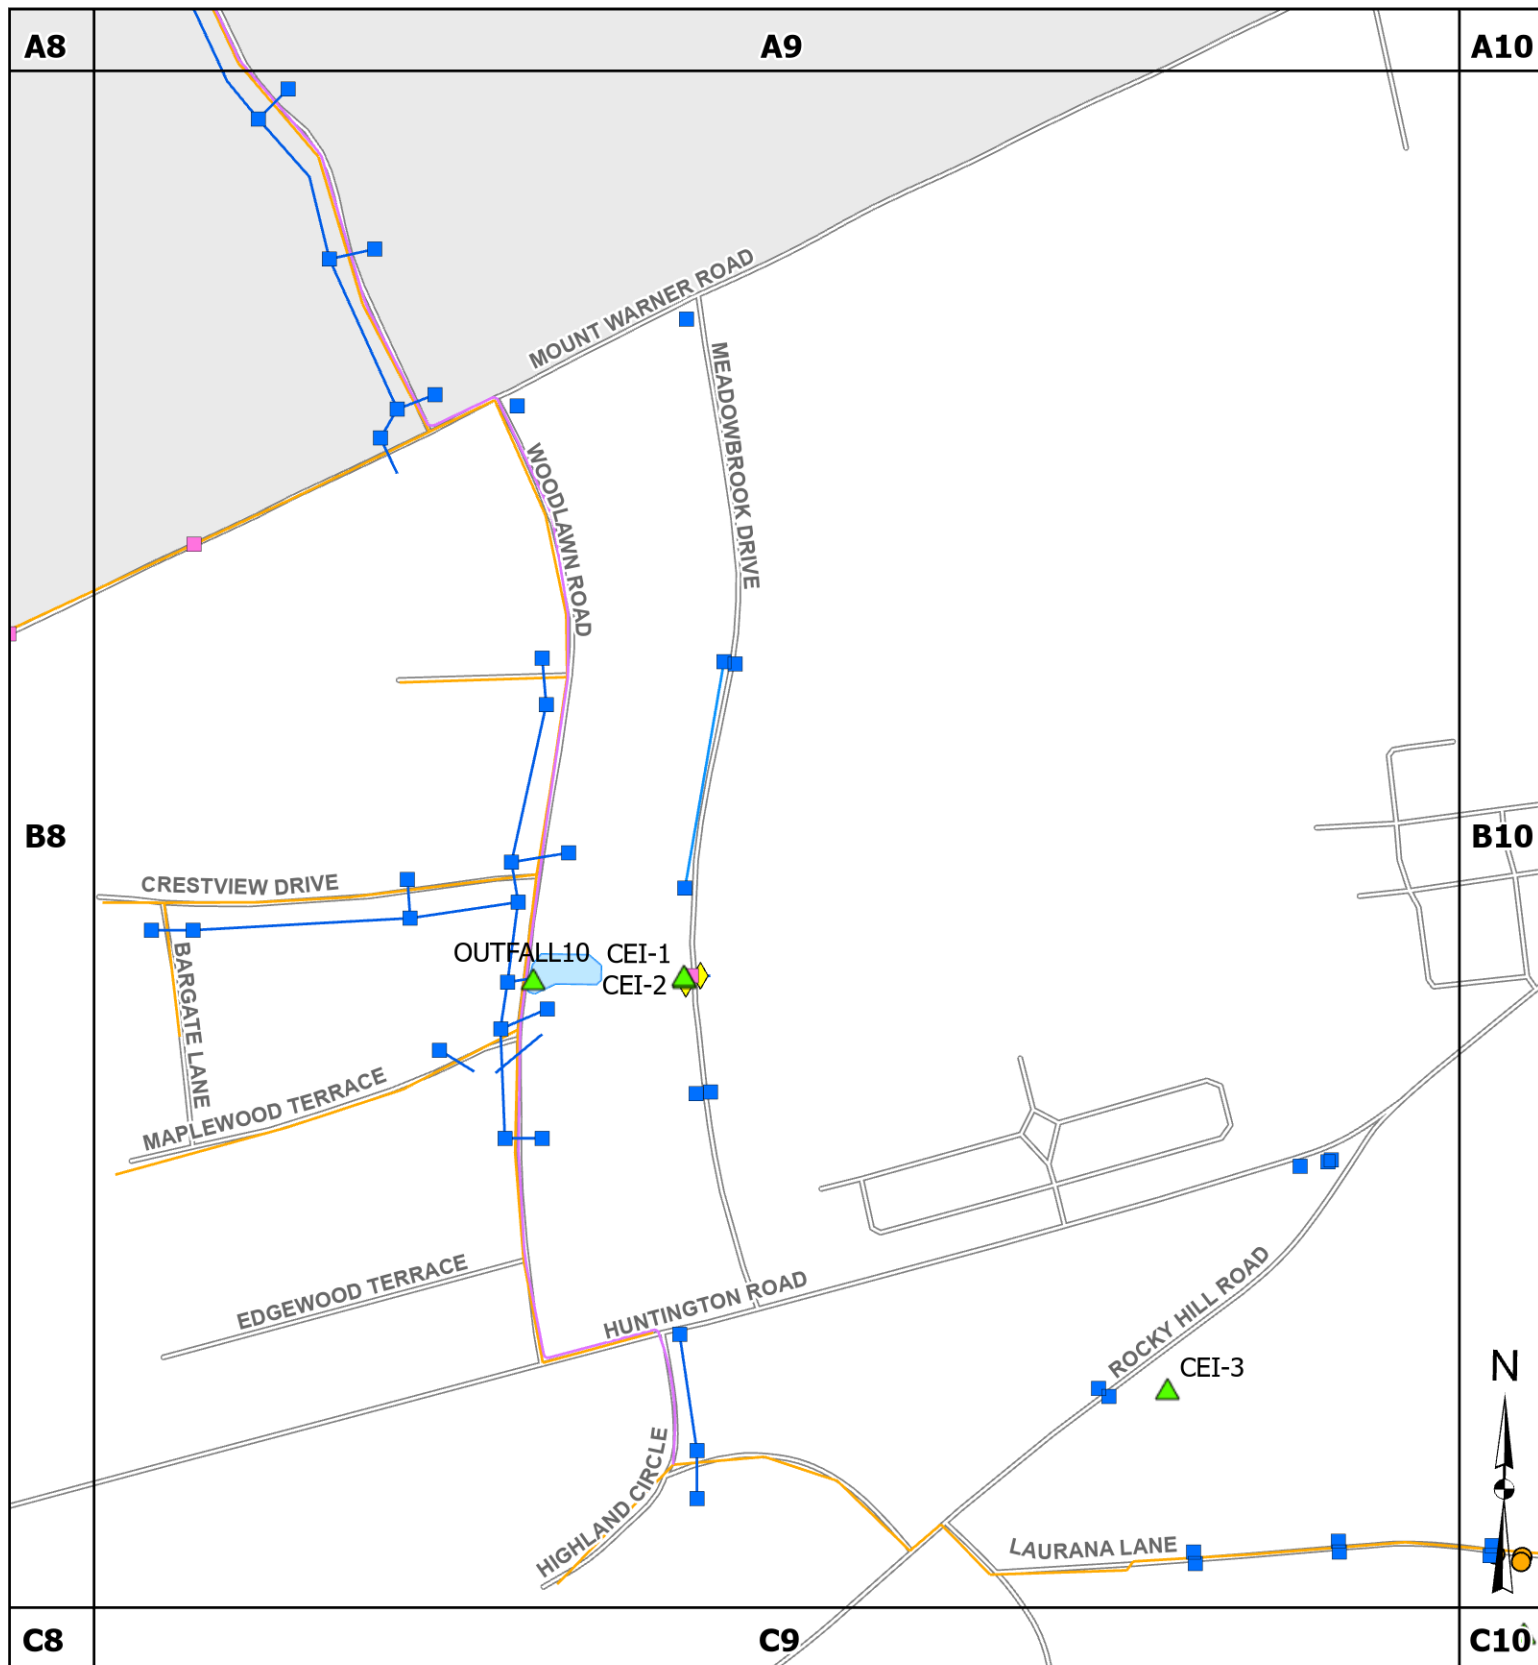 A8
A9
A10
MOUNT WARNER ROAD
MEADOWBROOK DRIVE
WOODLAWN ROAD
B8
B10
CRESTVIEW DRIVE
BARGATE LANE
OUTFALL10
CEI-1
CEI-2
MAPLEWOOD TERRACE
EDGEWOOD TERRACE
HUNTINGTON ROAD
ROCKY HILL ROAD
CEI-3
N
HIGHLAND CIRCLE
LAURANA LANE
C8
C9
C10